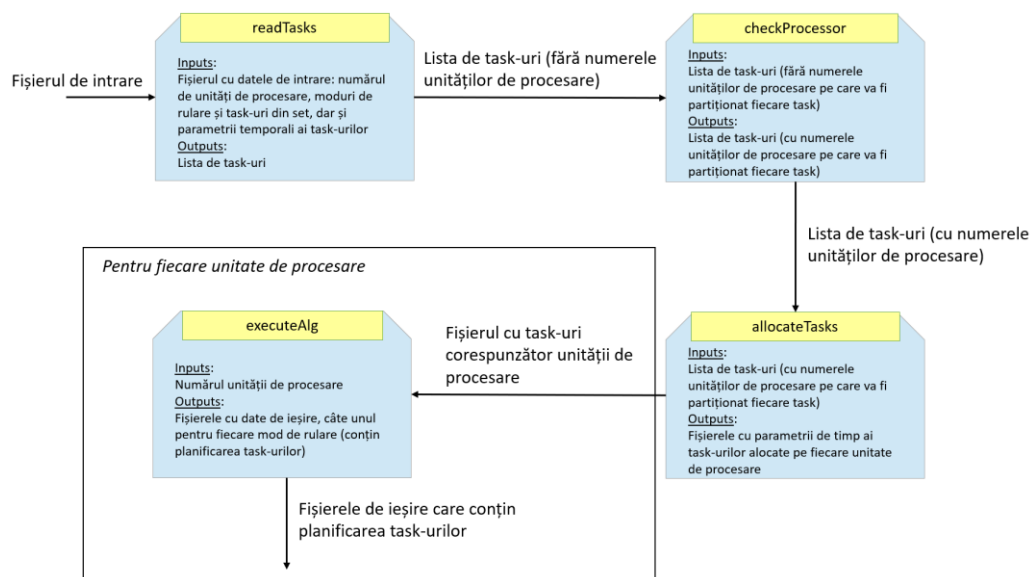 readTasks
Inputs:
Fișierul cu datele de intrare: numărul
de unități de procesare, moduri de
rulare și task-uri din set, dar și
parametrii temporali ai task-urilor
Outputs:
Lista de task-uri
Fișierul de intrare
Lista de task-uri (fără numerele
unităților de procesare)
checkProcessor
Inputs:
Lista de task-uri (fără numerele
unităților de procesare pe care va fi
partiționat fiecare task)
Outputs:
Lista de task-uri (cu numerele
unităților de procesare pe care va fi
partiționat fiecare task)
Lista de task-uri (cu numerele
unităților de procesare)
allocateTasks
Inputs:
Lista de task-uri (cu numerele
unităților de procesare pe care va fi
partiționat fiecare task)
Outputs:
Fișierele cu parametrii de timp ai
task-urilor alocate pe fiecare unitate
de procesare
Fișierul cu task-uri
corespunzător unității de
procesare
Pentru fiecare unitate de procesare
executeAlg
Inputs:
Numărul unității de procesare
Outputs:
Fișierele cu date de ieșire, câte unul
pentru fiecare mod de rulare (conțin
planificarea task-urilor)
Fișierele de ieșire care conțin
planificarea task-urilor